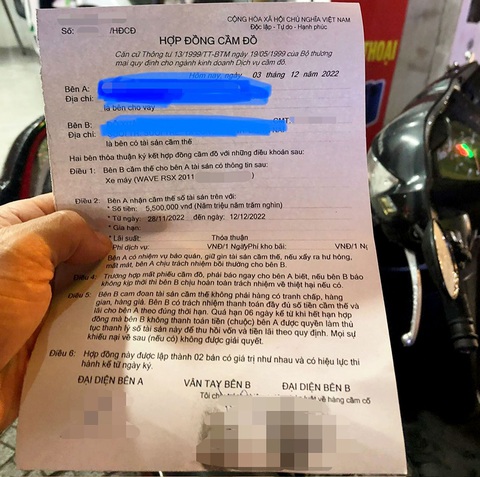 CỘNG HÒA XÃ HỘI CHỦ NGHĨA VIỆT NAM
Độc lập - Tự do - Hạnh phúc
Số: /HĐCĐ
HỢP ĐỒNG CẦM ĐỒ
Căn cứ Thông tư 13/1999/TT-BTM ngày 19/05/1999 của Bộ thương
mại quy định cho ngành kinh doanh Dịch vụ cầm đồ.
Hôm nay, ngày 03 tháng 12 năm 2022
Bên A:
Địa chỉ:
là bên cho vay
Bên B:
Địa chỉ:
là bên có tài sản cầm thế
Hai bên thỏa thuận ký kết hợp đồng cầm đồ với những điều khoản sau:
Điều 1: Bên B cầm thế cho bên A tài sản có thông tin sau:
Xe máy (WAVE RSX 2011 )
Điều 2: Bên A nhận cầm thế số tài sản trên với:
* Số tiền: 5,500,000 vnđ (Năm triệu năm trăm nghìn)
* Từ ngày: 28/11/2022 đến ngày: 12/12/2022
* Gia hạn:
* Lãi suất: Thỏa thuận
Phí dịch vụ: VNĐ/1 Ngày Phí kho bãi: VNĐ/1
Bên A có nhiệm vụ bảo quản, giữ gìn tài sản cầm thế, nếu xẩy ra hư hỏng,
mất mát, bên A chịu trách nhiệm bồi thường cho bên B.
Điều 4: Trường hợp mất phiếu cầm đồ, phải báo ngay cho bên A biết, nếu bên B báo
không kịp thời thì bên B chịu hoàn toàn trách nhiệm về thiệt hại nếu có.
Điều 5: Bên B cam đoan tài sản cầm thế không phải hàng có tranh chấp, hàng
gian, hàng giả. Bên B có trách nhiệm thanh toán đầy đủ số tiền cầm thế và
lãi cho bên A theo đúng thời hạn. Quá hạn 06 ngày kể từ khi hết hạn hợp
đồng mà bên B không thanh toán tiền (chuộc) bên A được quyền làm thủ
tục thanh lý số tài sản này để thu hồi vốn và tiền lãi theo quy định. Mọi sự
khiếu nại về sau (nếu có) không được giải quyết.
Điều 6: Hợp đồng này được lập thành 02 bản có giá trị như nhau và có hiệu lực thi
hành kể từ ngày ký.
ĐẠI DIỆN BÊN A VÂN TAY BÊN B ĐẠI DIỆN BÊN B
Tôi về hàng cầm cố
THOẠI